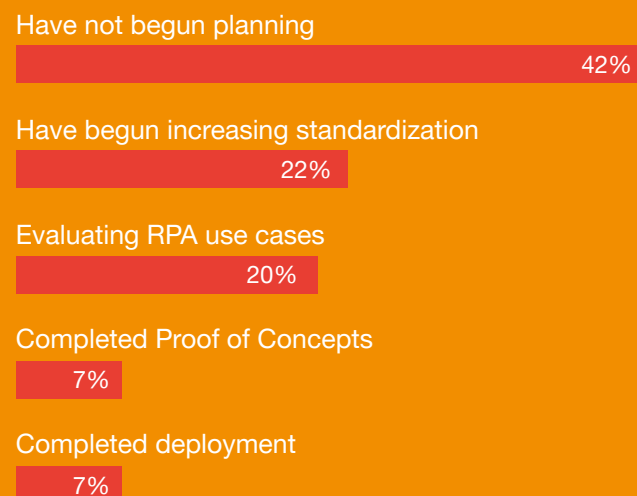 Have not begun planning
42%
Have begun increasing standardization
22%
Evaluating RPA use cases
20%
Completed Proof of Concepts
7%
Completed deployment
7%